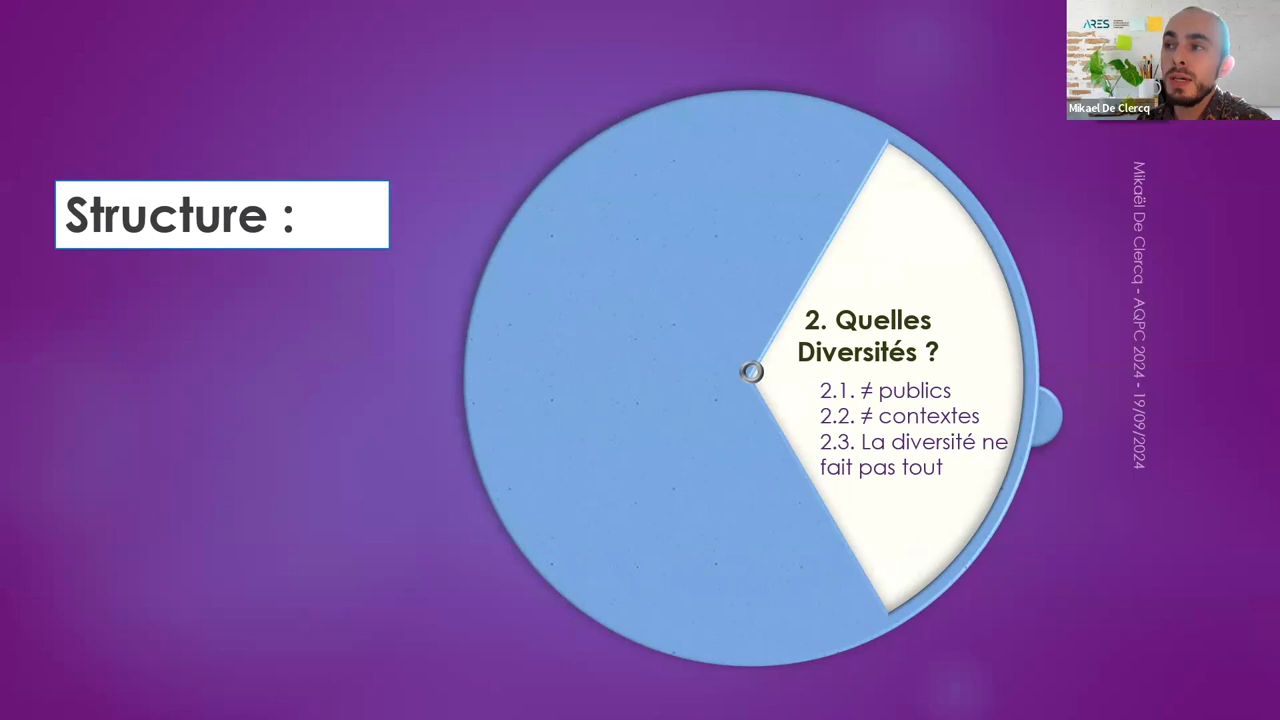 ARES
Mikael De Clercq
Structure :
2. Quelles
Diversités ?
2.1. ≠ publics
2.2. ≠ contextes
2.3. La diversité ne
fait pas tout
Mikaël De Clercq - AQPC 2024 - 19/09/2024